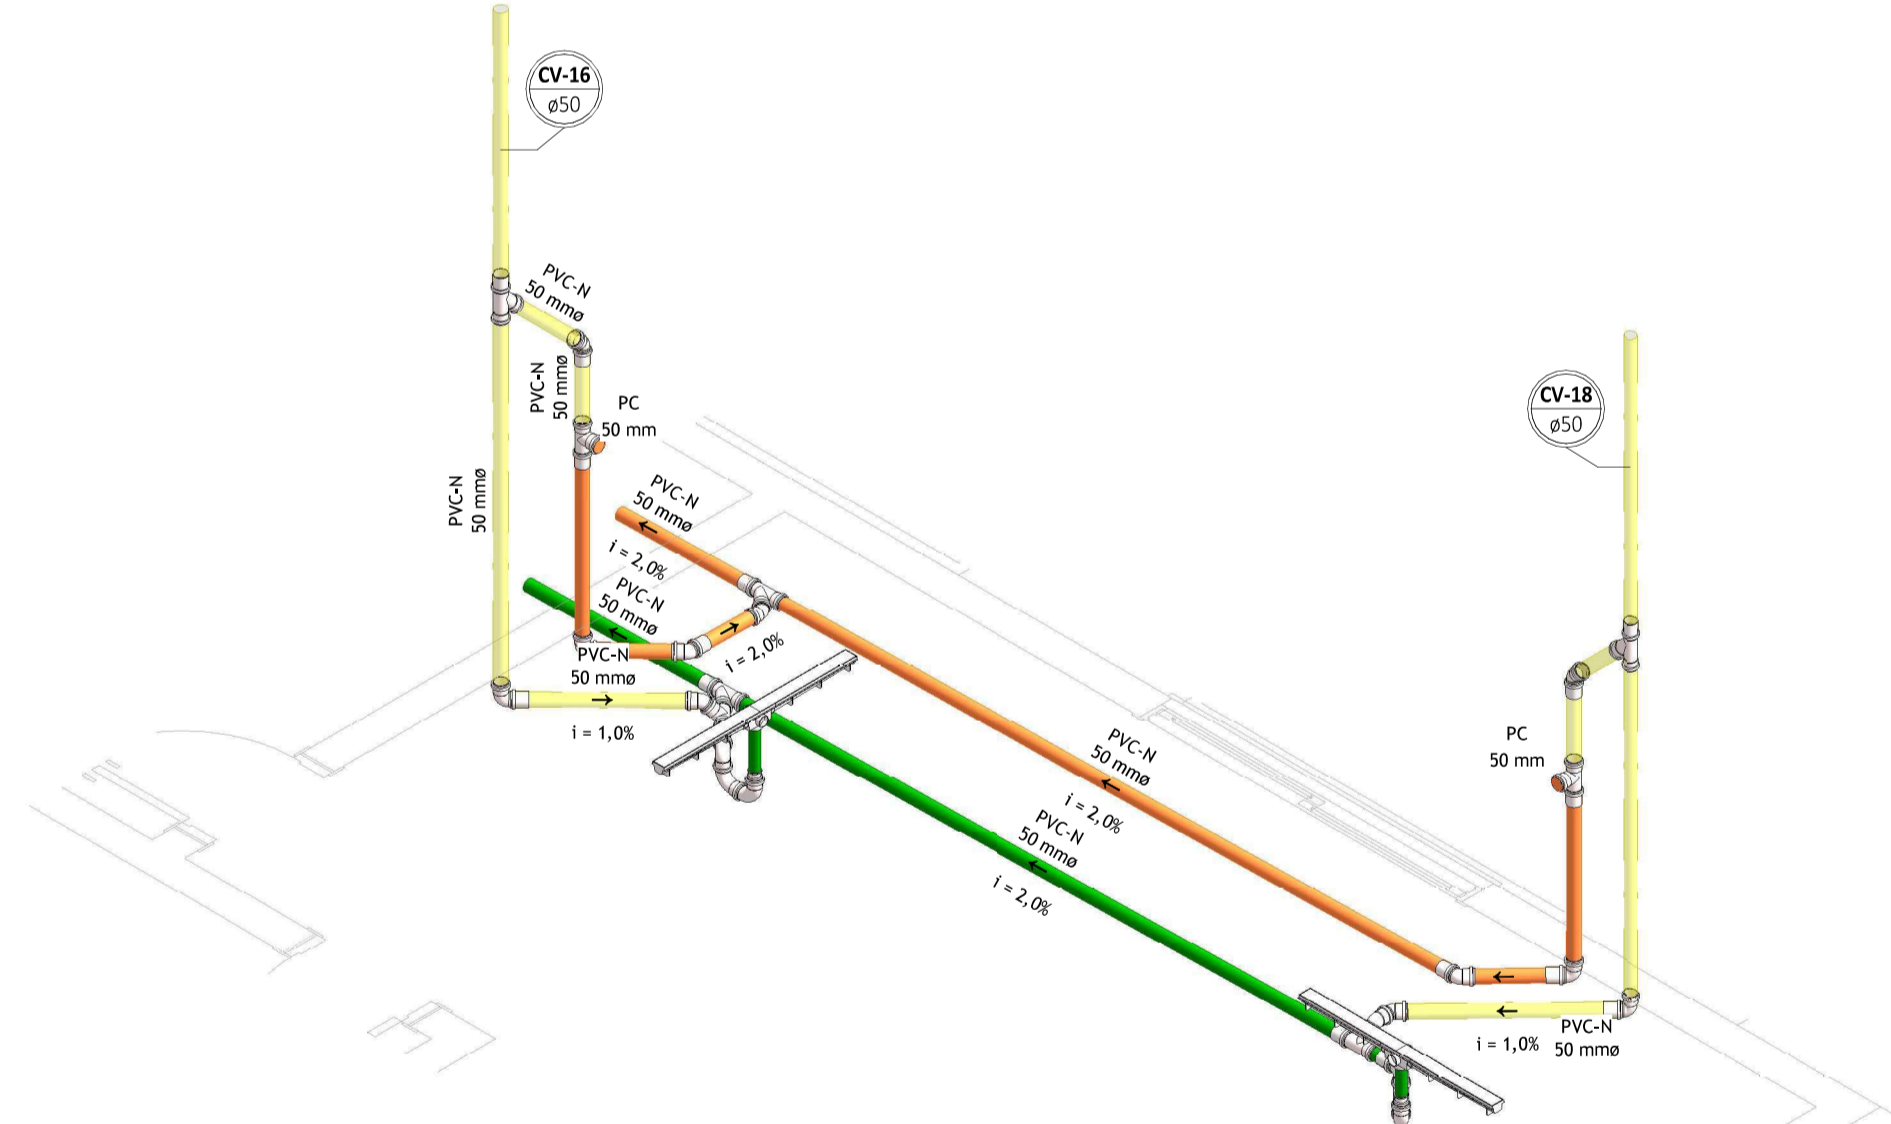 CV-16
ø50
PVC-N
50 mmø
PVC-N
50 mmø
PC
50 mm
CV-18
ø50
PVC-N
50 mmø
PVC-N
50 mmø
i = 2,0%
PVC-N
50 mmø
i = 2,0%
PVC-N
50 mmø
i = 1,0%
PC
50 mm
PVC-N
50 mmø
i = 2,0%
PVC-N
50 mmø
i = 2,0%
i = 1,0%
PVC-N
50 mmø